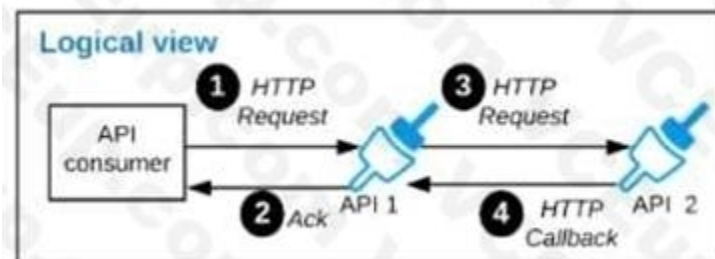 Logical view
1 HTTP
Request
3 HTTP
Request
API
consumer
2 Ack
API 1
4 HTTP
Callback
API 2